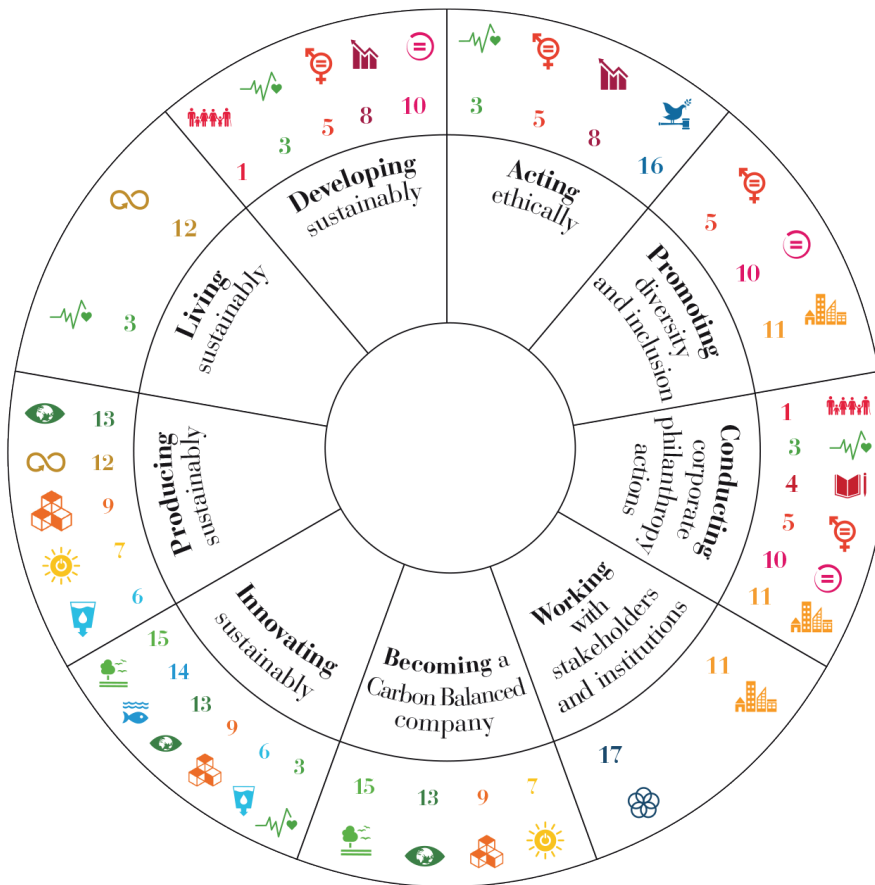 3
5
8
16
Acting
ethically
5
10
11
Promoting
diversity
and inclusion
1
3
4
5
10
11
Conducting
corporate
philanthropy
actions
11
17
Working
with
stakeholders
and institutions
7
9
13
15
Becoming a
Carbon Balanced
company
3
6
9
13
14
15
Innovating
sustainably
6
7
9
12
13
Producing
sustainably
3
12
Living
sustainably
1
3
5
8
10
Developing
sustainably